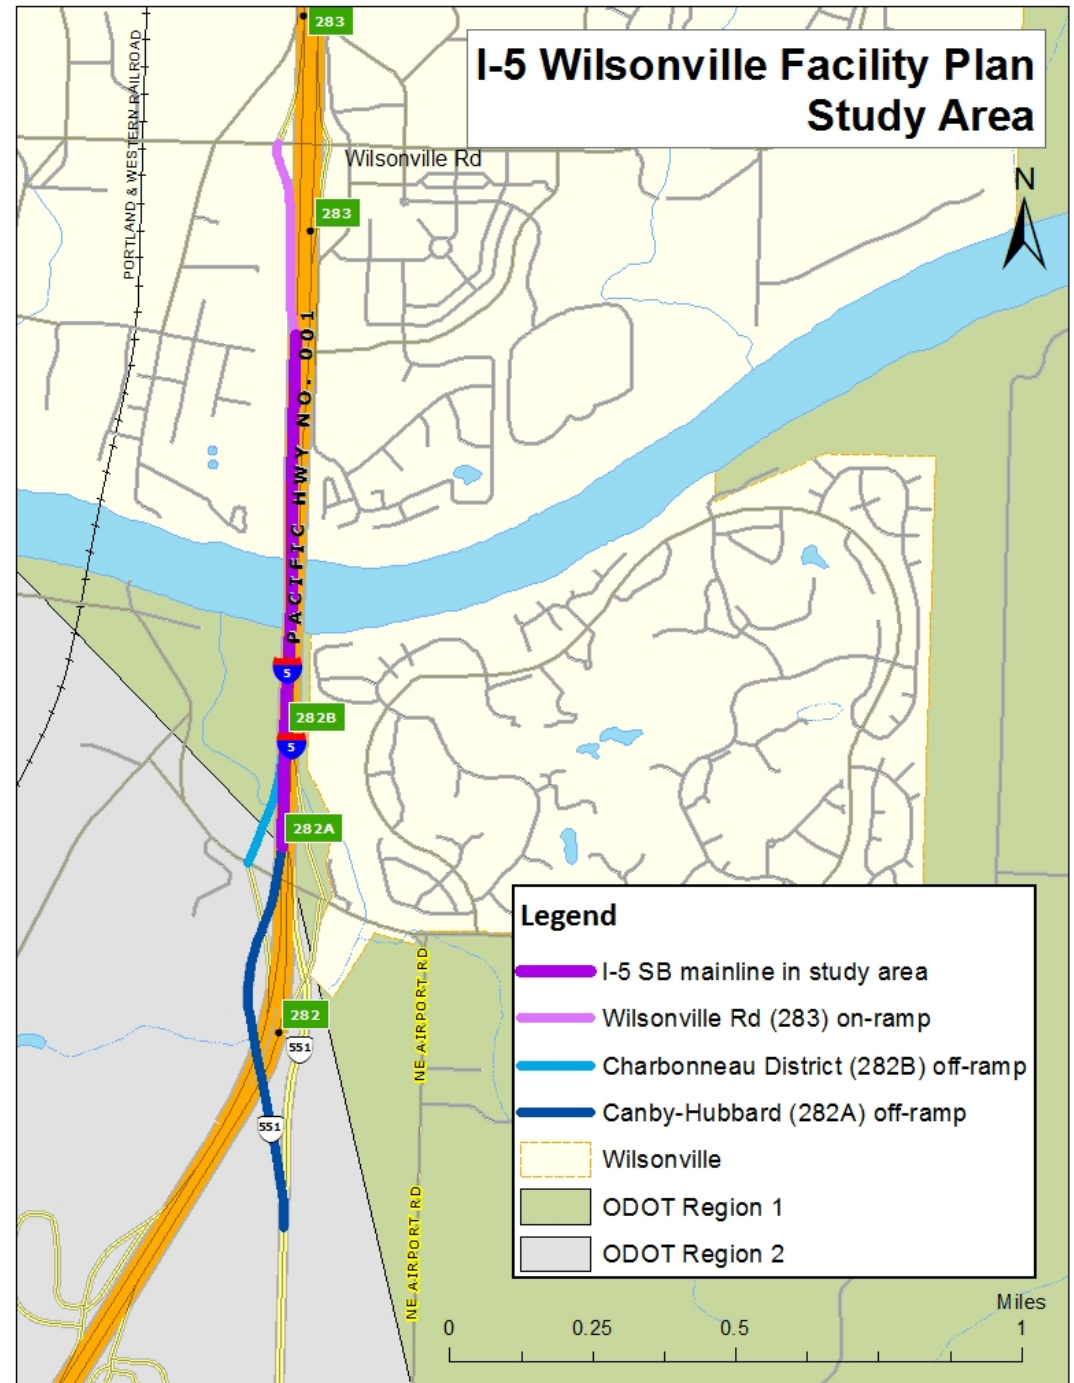 283
I-5 Wilsonville Facility Plan
Study Area
PORTLAND & WESTERN RAILROAD
Wilsonville Rd
N
283
PACIFIC HWY NO. 001
5
282B
5
282A
Legend
I-5 SB mainline in study area
Wilsonville Rd (283) on-ramp
Charbonneau District (282B) off-ramp
Canby-Hubbard (282A) off-ramp
Wilsonville
ODOT Region 1
ODOT Region 2
NE AIRPORT RD
282
551
551
NE AIRPORT RD
Miles
0 0.25 0.5 1